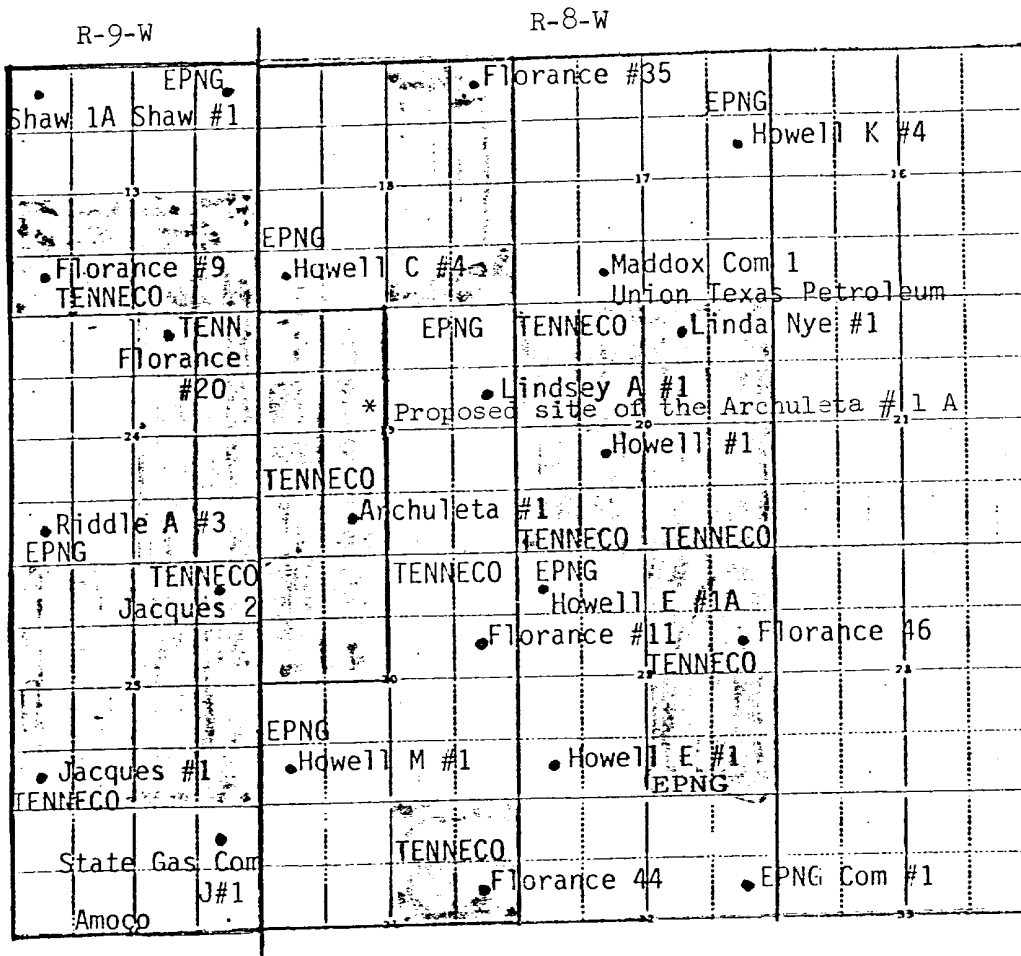 R-9-W
R-8-W
EPNG
Shaw 1A Shaw #1
Florance #35
EPNG
Howell K #4
13
18
17
16
EPNG
Florance #9
TENNECO
Howell C #4
Maddox Com 1
Union Texas Petroleum
TENN.
Florance
#20
EPNG
TENNECO
Linda Nye #1
Lindsey A #1
* Proposed site of the Archuleta # 1 A
24
19
20
21
Howell #1
TENNECO
Riddle A #3
EPNG
Archuleta #1
TENNECO
TENNECO
TENNECO
Jacques 2
TENNECO
EPNG
Howell E #1A
Florance #11
Florance 46
TENNECO
25
30
29
EPNG
Jacques #1
TENNECO
Howell M #1
Howell E #1
EPNG
State Gas Com
J#1
Amoco
TENNECO
Florance 44
EPNG Com #1
31
32
33